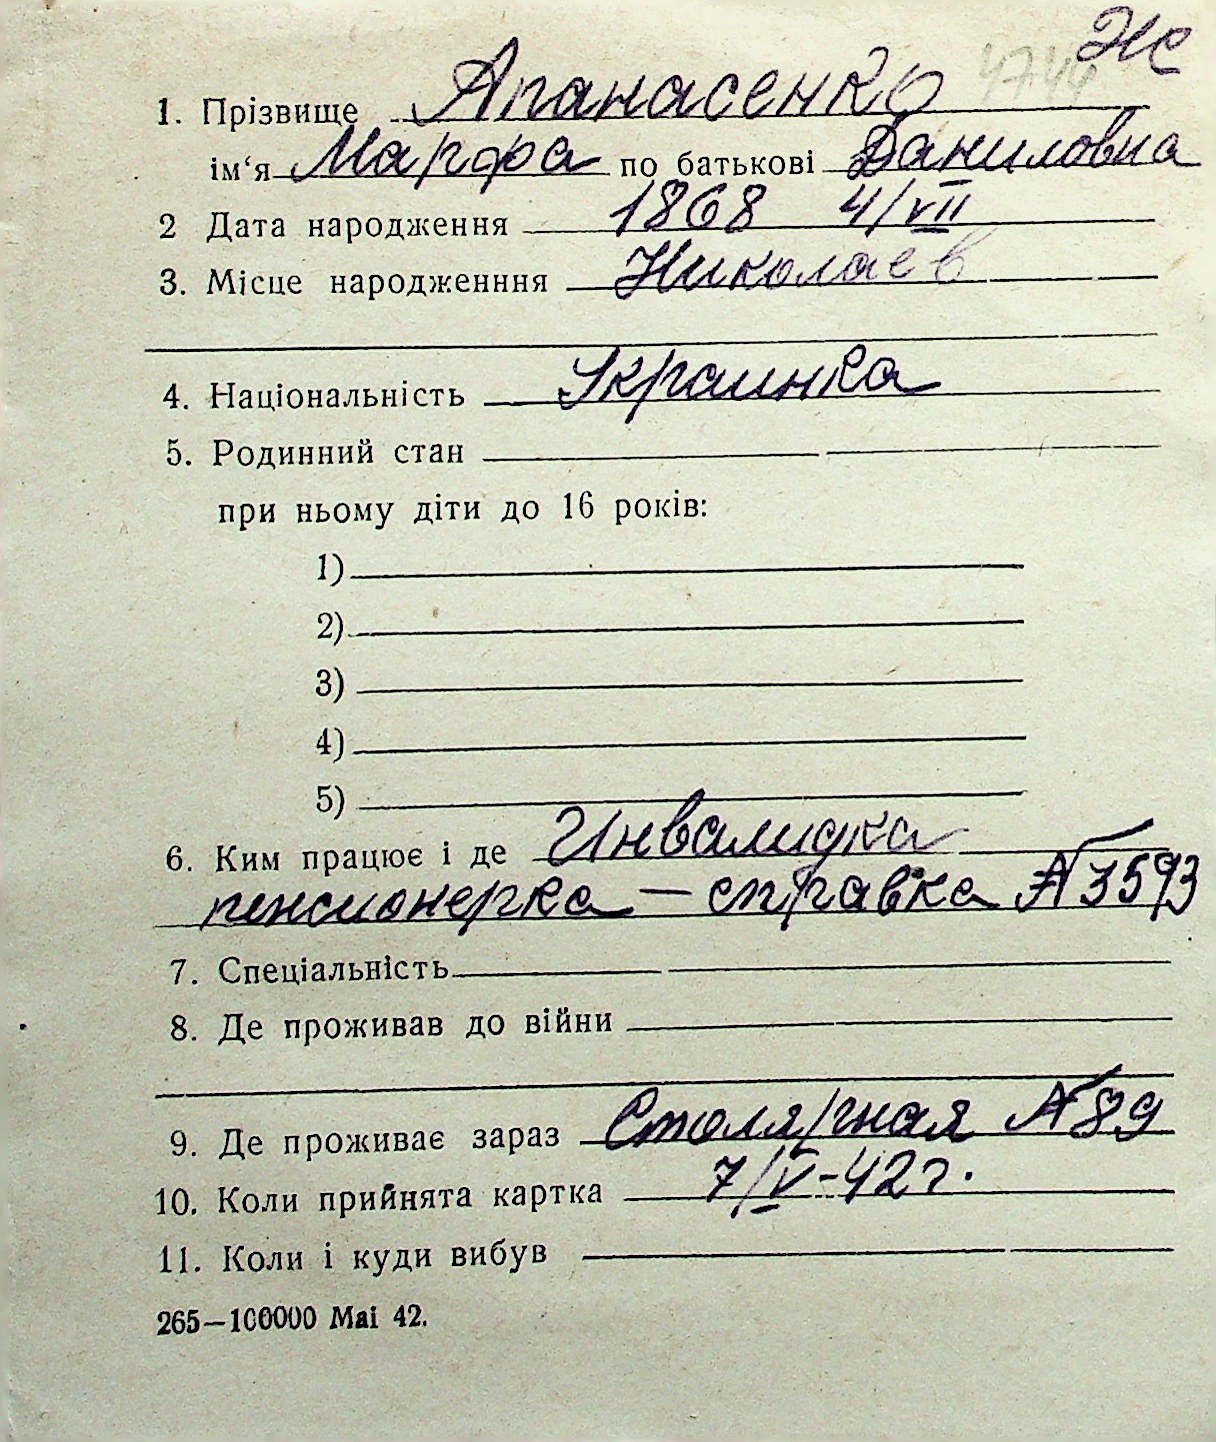 Ж
4744
1. Прізвище Апанасенко
ім‘я Марфа по батькові Даниловна
2 Дата народження 1868 4/VII
3. Місце народженння Николаев
4. Національність Украинка
5. Родинний стан
при ньому діти до 16 років:
1)
2)
3)
4)
5)
6. Ким працює і де Инвалидка
пенсионерка — справка № 3593
7. Спеціальність
8. Де проживав до війни
9. Де проживає зараз Столярная № 89
10. Коли прийнята картка 7/V-42 г.
11. Коли і куди вибув
265—100000 Mai 42.